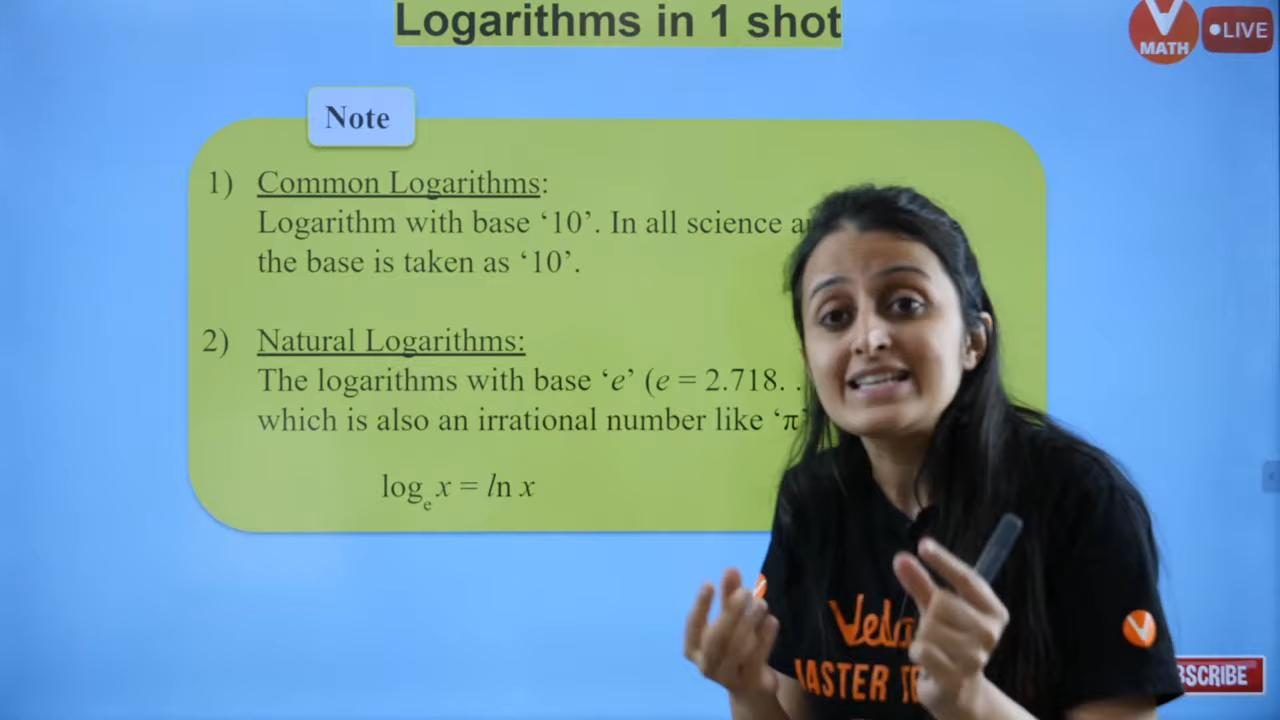 Logarithms in 1 shot
V
MATH
LIVE
Note
1) Common Logarithms:
Logarithm with base ‘10’. In all science
the base is taken as ‘10’.
2) Natural Logarithms:
The logarithms with base ‘e’ (e = 2.718. .
which is also an irrational number like ‘π’
logₑ x = ln x
V